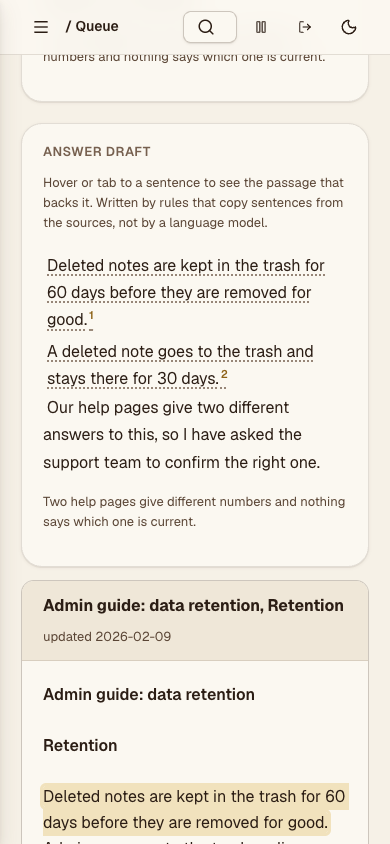 / Queue
numbers and nothing says which one is current.
ANSWER DRAFT
Hover or tab to a sentence to see the passage that
backs it. Written by rules that copy sentences from
the sources, not by a language model.
Deleted notes are kept in the trash for
60 days before they are removed for
good.1
A deleted note goes to the trash and
stays there for 30 days.2
Our help pages give two different
answers to this, so I have asked the
support team to confirm the right one.
Two help pages give different numbers and nothing
says which one is current.
Admin guide: data retention, Retention
updated 2026-02-09
Admin guide: data retention
Retention
Deleted notes are kept in the trash for 60
days before they are removed for good.